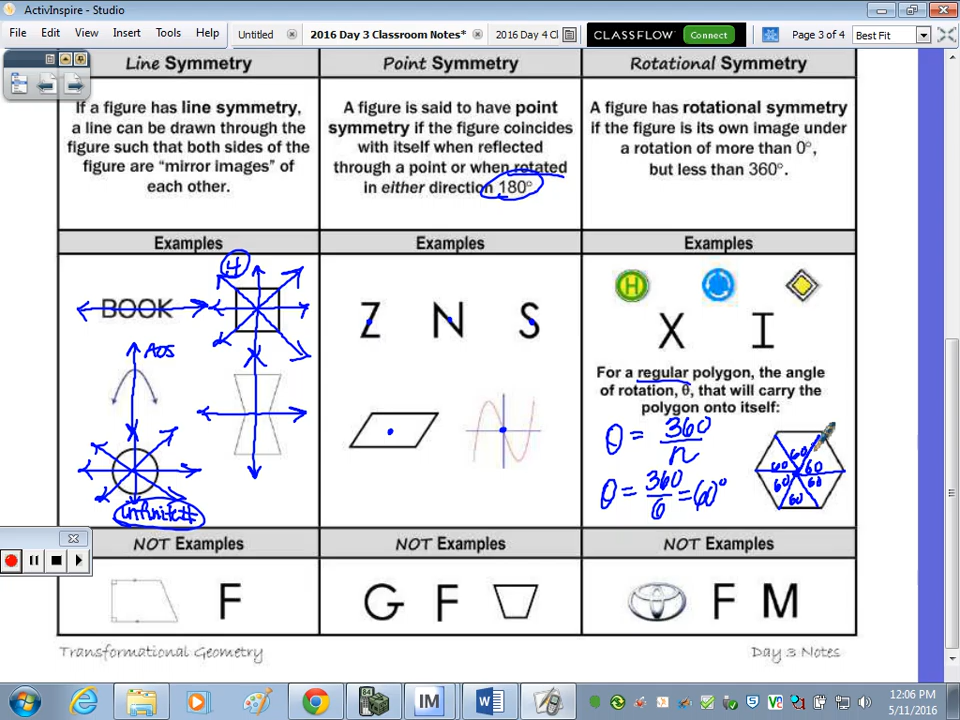 ActivInspire - Studio
File Edit View Insert Tools Help
Untitled
2016 Day 3 Classroom Notes*
2016 Day 4 Cl
CLASSFLOW Connect
Page 3 of 4
Best Fit
Line Symmetry
If a figure has line symmetry,
a line can be drawn through the
figure such that both sides of the
figure are “mirror images” of
each other.
Point Symmetry
A figure is said to have point
symmetry if the figure coincides
with itself when reflected
through a point or when rotated
in either direction 180°
Rotational Symmetry
A figure has rotational symmetry
if the figure is its own image under
a rotation of more than 0°,
but less than 360°.
Examples
4
BOOK
AOS
infinite #
Examples
Z N S
Examples
H
X I
For a regular polygon, the angle
of rotation, θ, that will carry the
polygon onto itself:
θ = 360/n
θ = 360/6 = 60°
60
60 60
60 60
60
NOT Examples
F
NOT Examples
G F
NOT Examples
F M
Transformational Geometry
Day 3 Notes
84
IM
W
12:06 PM
5/11/2016